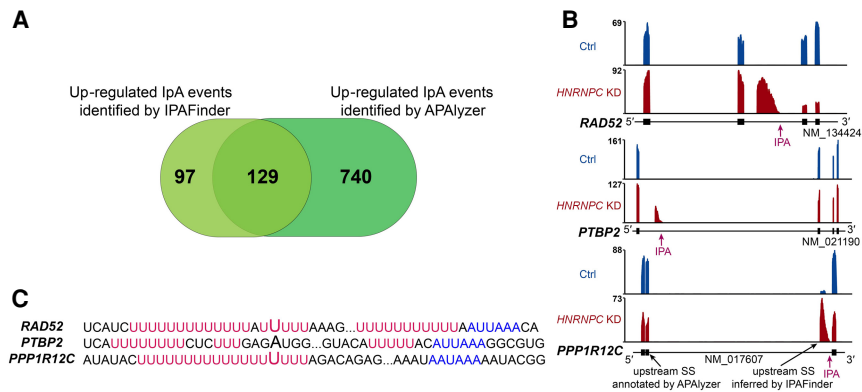 A
Up-regulated IpA events
identified by IPAFinder
Up-regulated IpA events
identified by APAlyzer
97
129
740
B
69
Ctrl
92
HNRNPC KD
RAD52
5′
3′
IPA
NM_134424
161
Ctrl
127
HNRNPC KD
PTBP2
5′
3′
IPA
NM_021190
88
Ctrl
73
HNRNPC KD
PPP1R12C
5′
NM_017607
3′
upstream SS
annotated by APAlyzer
upstream SS
inferred by IPAFinder
IPA
C
RAD52 UCAUCUUUUUUUUUUUUUAUUUUUAAAG...UUUUUUUUUUUAAUUAAACA
PTBP2 UCAUUUUUUUUCUCUUUGAGAUGG...GUACAUUUUUACAUUAAAGGCGUG
PPP1R12C AUAUACUUUUUUUUUUUUUUUUUUUAGACAGAG...AAAUAAUAAAAAUACGG